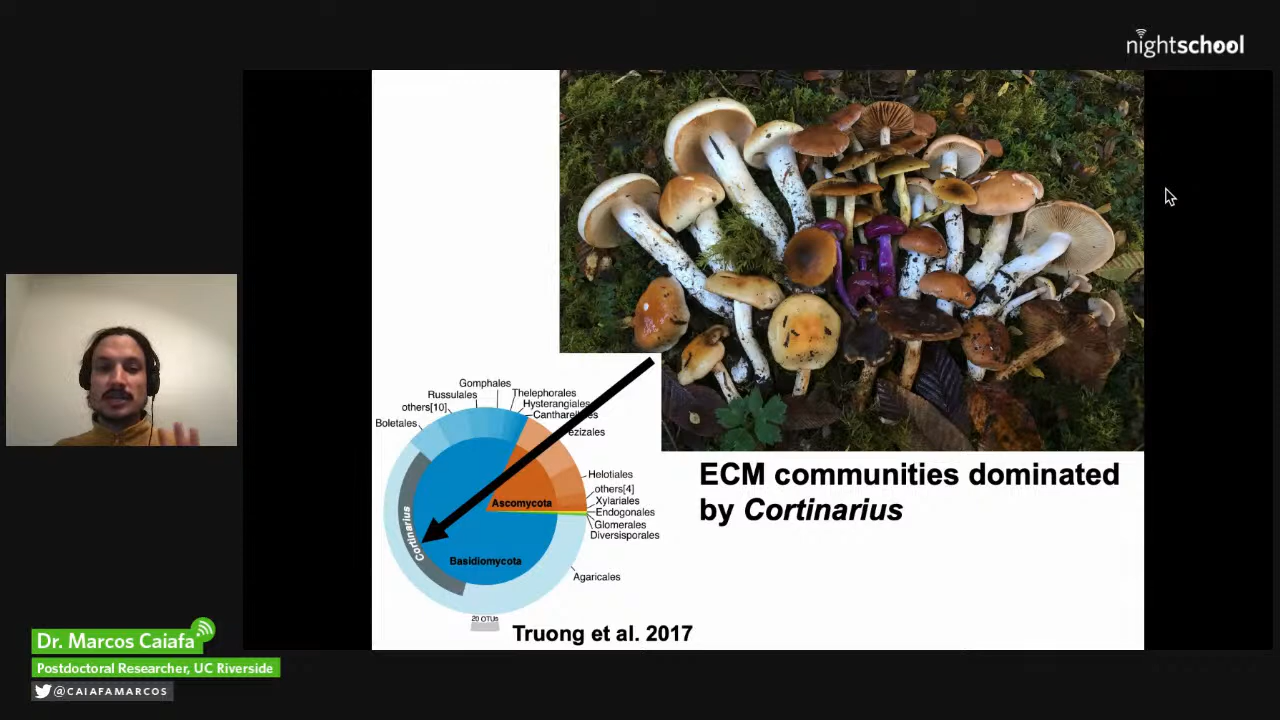 nightschool
Gomphales
Russulales
Thelephorales
others[10]
Hysterangiales
Boletales
ezizales
Helotiales
others[4]
Xylariales
Endogonales
Glomerales
Diversisporales
Ascomycota
Cortinarius
Basidiomycota
Agaricales
20 OTUs
Truong et al. 2017
ECM communities dominated
by Cortinarius
Dr. Marcos Caiafa
Postdoctoral Researcher, UC Riverside
@CAIAFAMARCOS